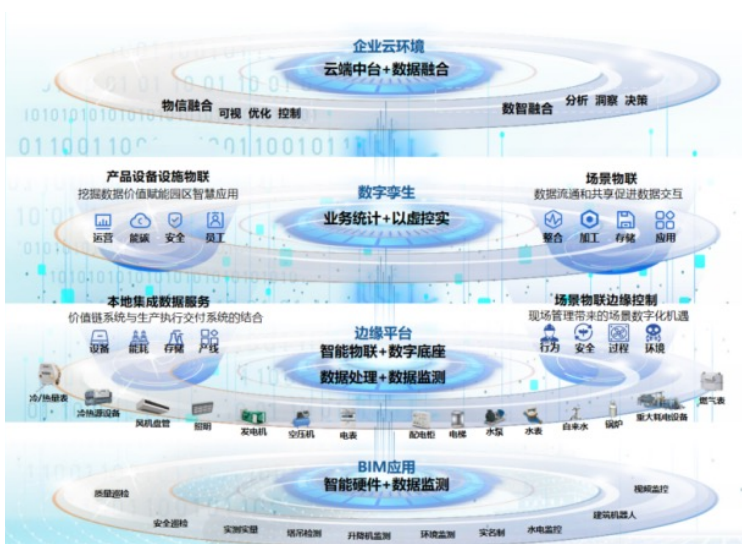 企业云环境
云端中台+数据融合
物信融合 可视 优化 控制
数智融合 分析 洞察 决策
产品设备设施物联
挖掘数据价值赋能园区智慧应用
运营 能碳 安全 员工
数字孪生
业务统计+以虚控实
场景物联
数据流通和共享促进数据交互
整合 加工 存储 应用
本地集成数据服务
价值链系统与生产执行交付系统的结合
设备 能耗 存储 产线
边缘平台
智能物联+数字底座
数据处理+数据监测
场景物联边缘控制
现场管理带来的场景数字化机遇
行为 安全 过程 环境
冷/热量表 冷热源设备 风机盘管 照明 发电机 空压机 电表 配电柜 电梯 水泵 水表 自来水 锅炉 重大耗电设备 燃气表
BIM应用
智能硬件+数据监测
质量巡检 安全巡检 实测实量 塔吊检测 升降机监测 环境监测 实名制 水电监控 建筑机器人 视频监控